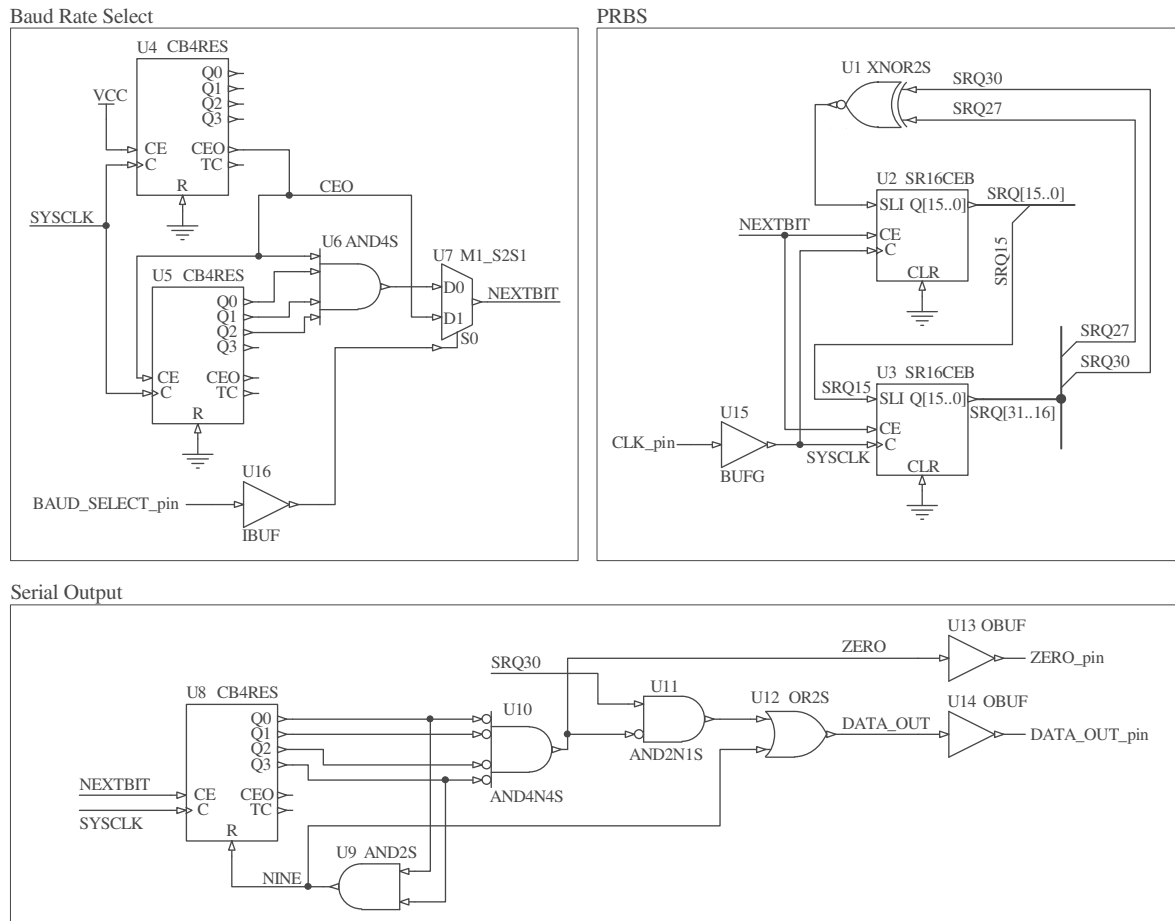 Baud Rate Select
U4 CB4RES
Q0
Q1
Q2
Q3
VCC
CE
CEO
C
TC
R
CEO
SYSCLK
U6 AND4S
U7 M1_S2S1
U5 CB4RES
Q0
D0
NEXTBIT
Q1
Q2
D1
Q3
S0
CE
CEO
C
TC
R
U16
BAUD_SELECT_pin
IBUF
PRBS
U1 XNOR2S
SRQ30
SRQ27
U2 SR16CEB
SLI Q[15..0]
SRQ[15..0]
NEXTBIT
CE
C
SRQ15
CLR
SRQ27
SRQ30
U3 SR16CEB
SRQ15
SLI Q[15..0]
SRQ[31..16]
U15
CE
CLK_pin
SYSCLK
C
BUFG
CLR
Serial Output
U13 OBUF
ZERO
ZERO_pin
SRQ30
U8 CB4RES
U10
U11
U12 OR2S
U14 OBUF
Q0
Q1
DATA_OUT
DATA_OUT_pin
Q2
Q3
AND2N1S
NEXTBIT
CE
CEO
AND4N4S
SYSCLK
C
TC
R
U9 AND2S
NINE